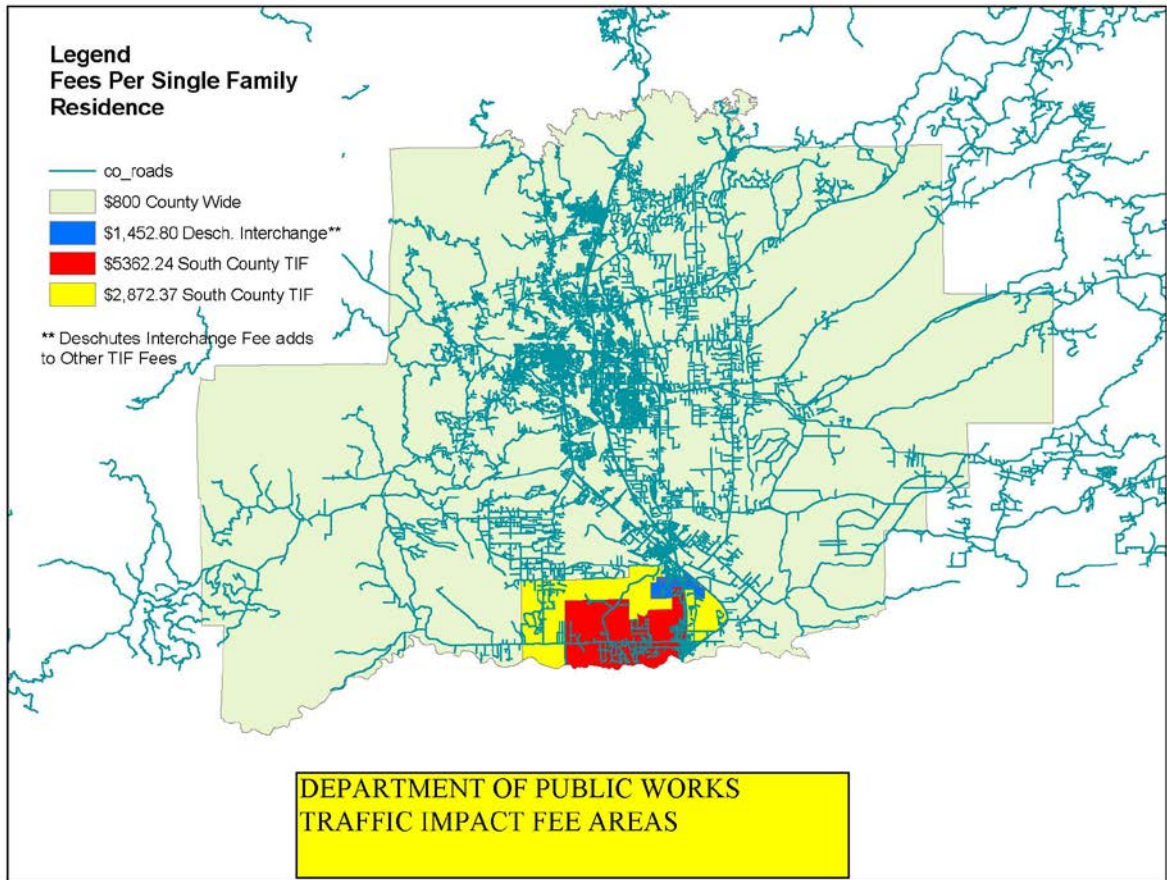 Legend
Fees Per Single Family
Residence
co_roads
$800 County Wide
$1,452.80 Desch. Interchange**
$5362.24 South County TIF
$2,872.37 South County TIF
** Deschutes Interchange Fee adds
to Other TIF Fees
DEPARTMENT OF PUBLIC WORKS
TRAFFIC IMPACT FEE AREAS